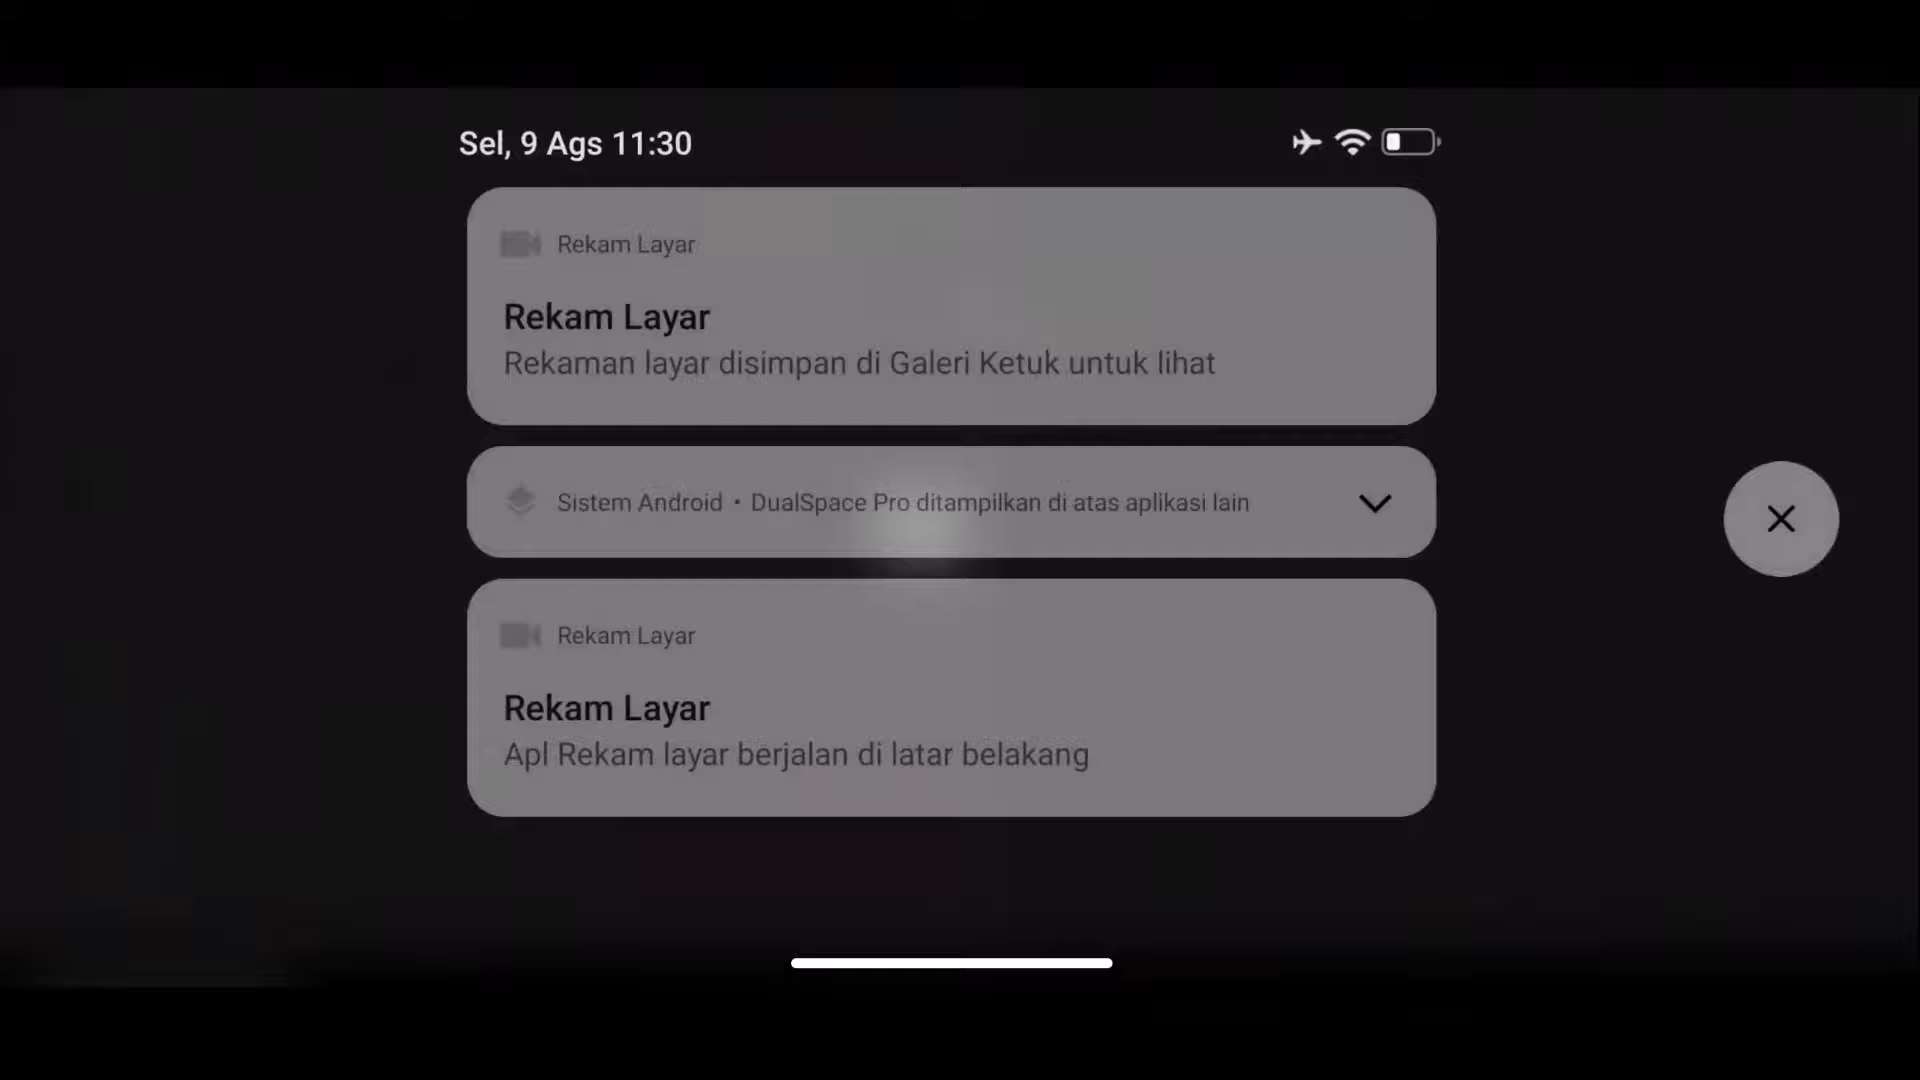 Sel, 9 Ags 11:30
Rekam Layar
Rekam Layar
Rekaman layar disimpan di Galeri Ketuk untuk lihat
Sistem Android • DualSpace Pro ditampilkan di atas aplikasi lain
Rekam Layar
Rekam Layar
Apl Rekam layar berjalan di latar belakang